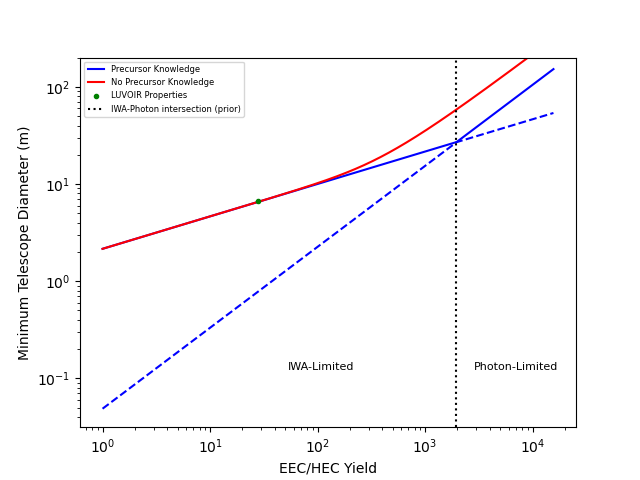 Precursor Knowledge
No Precursor Knowledge
LUVOIR Properties
IWA-Photon intersection (prior)
10²
10¹
10⁰
10⁻¹
Minimum Telescope Diameter (m)
IWA-Limited
Photon-Limited
10⁰ 10¹ 10² 10³ 10⁴
EEC/HEC Yield